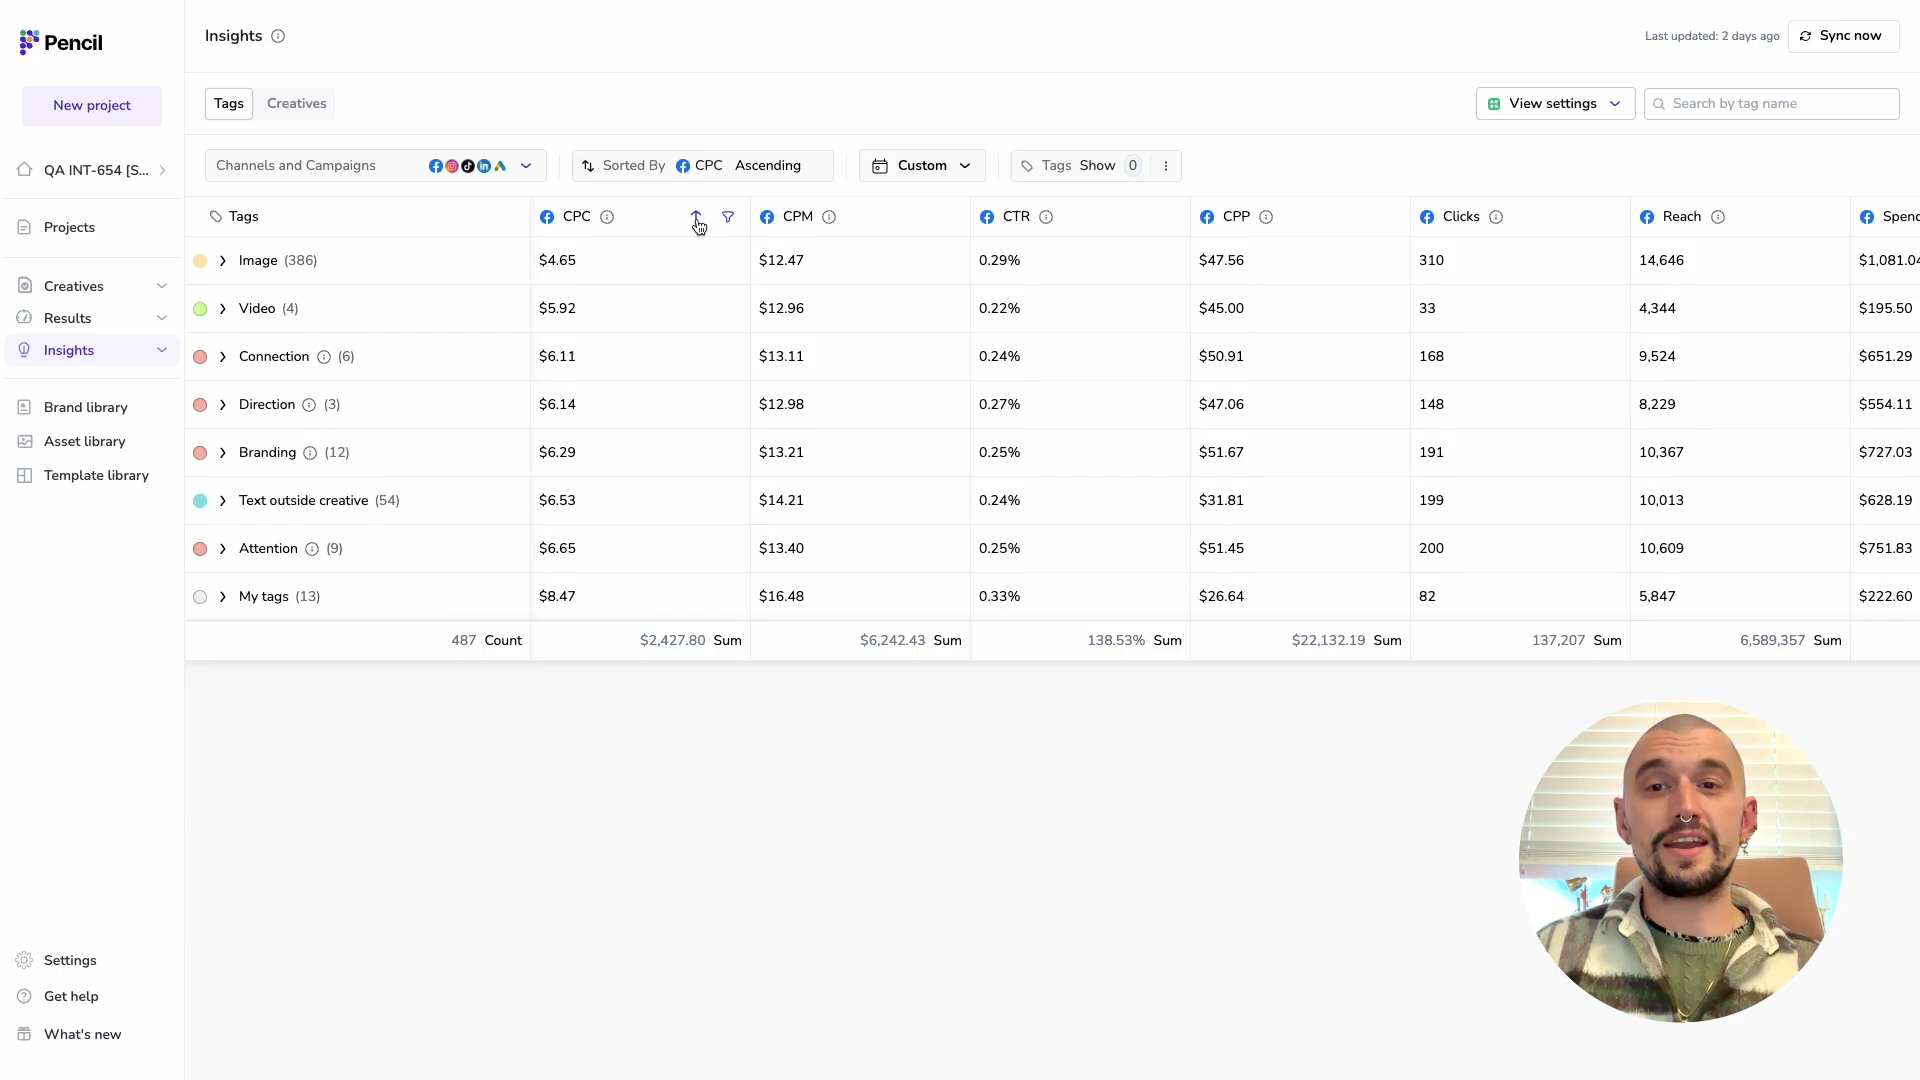 Pencil
New project
QA INT-654 [S...
Projects
Creatives
Results
Insights
Brand library
Asset library
Template library
Settings
Get help
What's new
Insights
Last updated: 2 days ago
Sync now
Tags Creatives
View settings
Search by tag name
Channels and Campaigns
Sorted By CPC Ascending
Custom
Tags Show 0
Tags CPC CPM CTR CPP Clicks Reach Spend
Image (386) $4.65 $12.47 0.29% $47.56 310 14,646 $1,081.04
Video (4) $5.92 $12.96 0.22% $45.00 33 4,344 $195.50
Connection (6) $6.11 $13.11 0.24% $50.91 168 9,524 $651.29
Direction (3) $6.14 $12.98 0.27% $47.06 148 8,229 $554.11
Branding (12) $6.29 $13.21 0.25% $51.67 191 10,367 $727.03
Text outside creative (54) $6.53 $14.21 0.24% $31.81 199 10,013 $628.19
Attention (9) $6.65 $13.40 0.25% $51.45 200 10,609 $751.83
My tags (13) $8.47 $16.48 0.33% $26.64 82 5,847 $222.60
487 Count $2,427.80 Sum $6,242.43 Sum 138.53% Sum $22,132.19 Sum 137,207 Sum 6,589,357 Sum